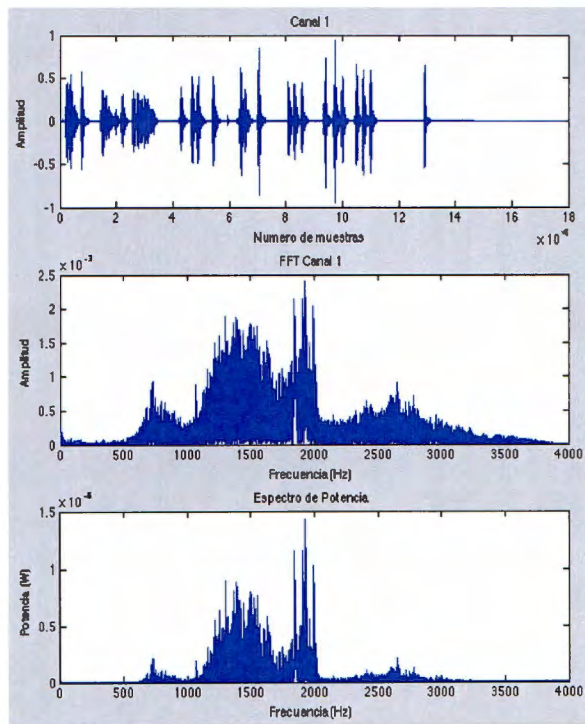 Canal 1
Amplitud
1
0.5
0
-0.5
-1
0 2 4 6 8 10 12 14 16 18
Numero de muestras
× 10⁻⁴
FFT Canal 1
× 10⁻³
Amplitud
2.5
2
1.5
1
0.5
0
0 500 1000 1500 2000 2500 3000 3500 4000
Frecuencia (Hz)
Espectro de Potencia
Potencia (W)
1.5
1
0.5
0
0 500 1000 1500 2000 2500 3000 3500 4000
Frecuencia (Hz)